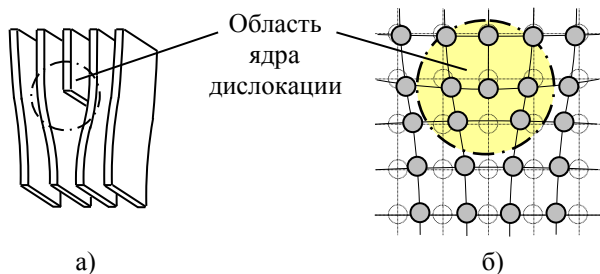 Область
ядра
дислокации
а)
б)